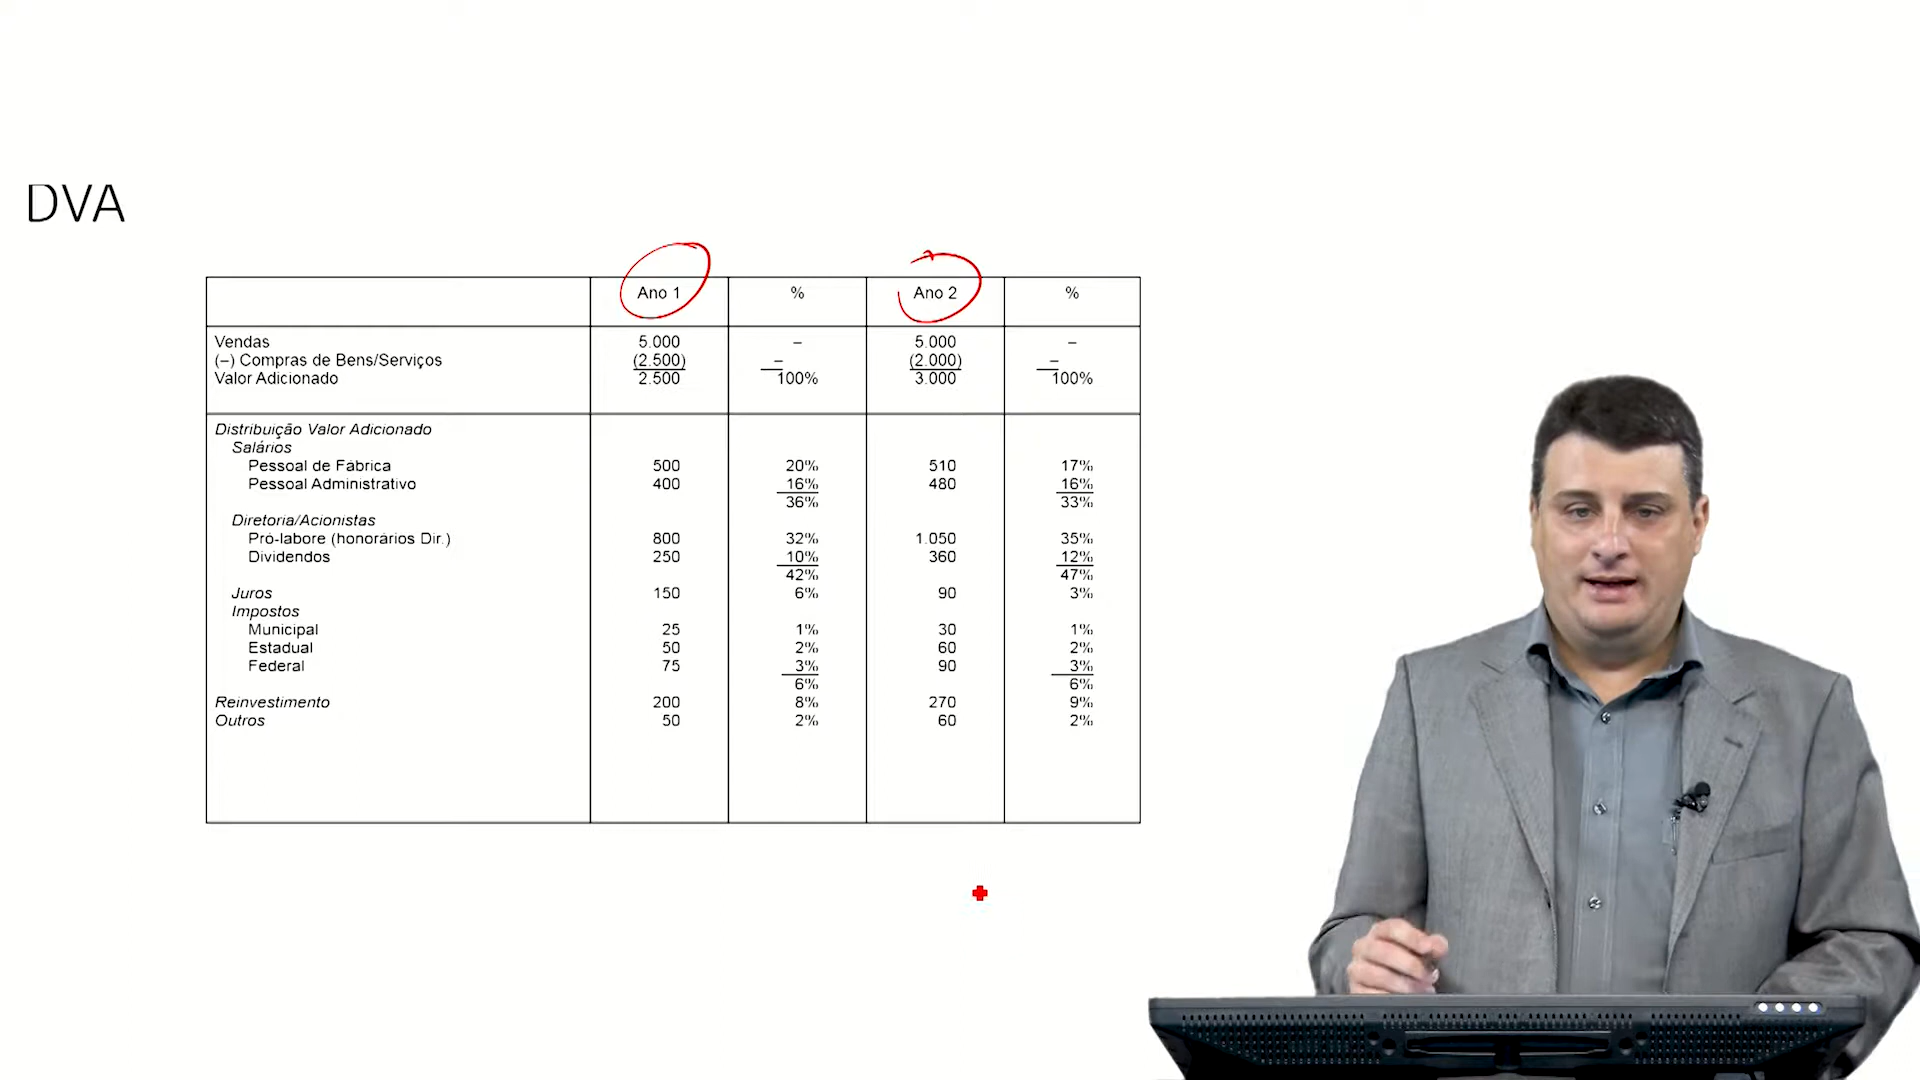 DVA
Ano 1 % Ano 2 %
Vendas 5.000 – 5.000 –
(–) Compras de Bens/Serviços (2.500) – (2.000) –
Valor Adicionado 2.500 100% 3.000 100%
Distribuição Valor Adicionado
Salários
Pessoal de Fábrica 500 20% 510 17%
Pessoal Administrativo 400 16% 480 16%
36% 33%
Diretoria/Acionistas
Pró-labore (honorários Dir.) 800 32% 1.050 35%
Dividendos 250 10% 360 12%
42% 47%
Juros 150 6% 90 3%
Impostos
Municipal 25 1% 30 1%
Estadual 50 2% 60 2%
Federal 75 3% 90 3%
6% 6%
Reinvestimento 200 8% 270 9%
Outros 50 2% 60 2%